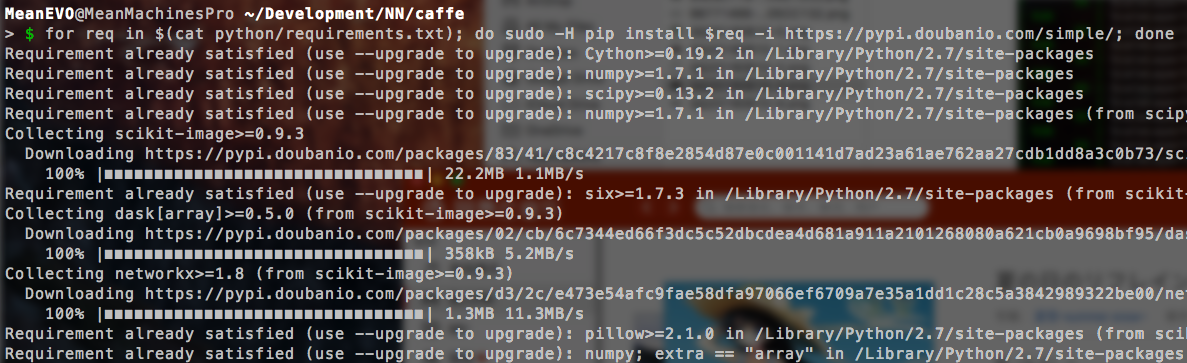 MeanEVO@MeanMachinesPro ~/Development/NN/caffe
> $ for req in $(cat python/requirements.txt); do sudo -H pip install $req -i https://pypi.doubanio.com/simple/; done
Requirement already satisfied (use --upgrade to upgrade): Cython>=0.19.2 in /Library/Python/2.7/site-packages
Requirement already satisfied (use --upgrade to upgrade): numpy>=1.7.1 in /Library/Python/2.7/site-packages
Requirement already satisfied (use --upgrade to upgrade): scipy>=0.13.2 in /Library/Python/2.7/site-packages
Requirement already satisfied (use --upgrade to upgrade): numpy>=1.7.1 in /Library/Python/2.7/site-packages (from scipy
Collecting scikit-image>=0.9.3
Downloading https://pypi.doubanio.com/packages/83/41/c8c4217c8f8e2854d87e0c001141d7ad23a61ae762aa27cdb1dd8a3c0b73/sci
100% |■■■■■■■■■■■■■■■■■■■■■■■■■■■■■■■■| 22.2MB 1.1MB/s
Requirement already satisfied (use --upgrade to upgrade): six>=1.7.3 in /Library/Python/2.7/site-packages (from scikit-
Collecting dask[array]>=0.5.0 (from scikit-image>=0.9.3)
Downloading https://pypi.doubanio.com/packages/02/cb/6c7344ed66f3dc5c52dbcdea4d681a911a2101268080a621cb0a9698bf95/das
100% |■■■■■■■■■■■■■■■■■■■■■■■■■■■■■■■■| 358kB 5.2MB/s
Collecting networkx>=1.8 (from scikit-image>=0.9.3)
Downloading https://pypi.doubanio.com/packages/d3/2c/e473e54afc9fae58dfa97066ef6709a7e35a1dd1c28c5a3842989322be00/net
100% |■■■■■■■■■■■■■■■■■■■■■■■■■■■■■■■■| 1.3MB 11.3MB/s
Requirement already satisfied (use --upgrade to upgrade): pillow>=2.1.0 in /Library/Python/2.7/site-packages (from scik
Requirement already satisfied (use --upgrade to upgrade): numpy; extra == "array" in /Library/Python/2.7/site-packages